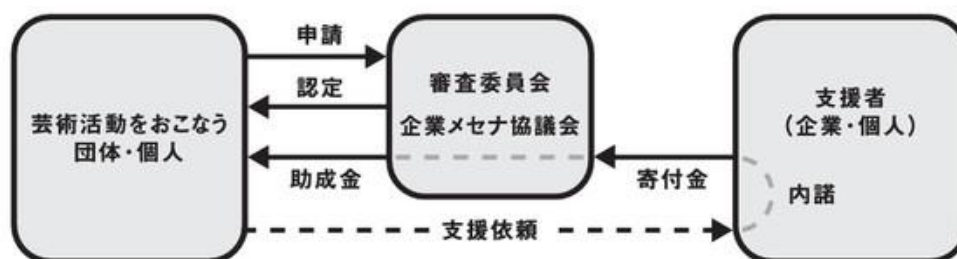 芸術活動をおこなう
団体・個人
申請
認定
助成金
審査委員会
企業メセナ協議会
寄付金
支援者
(企業・個人)
内諾
支援依頼